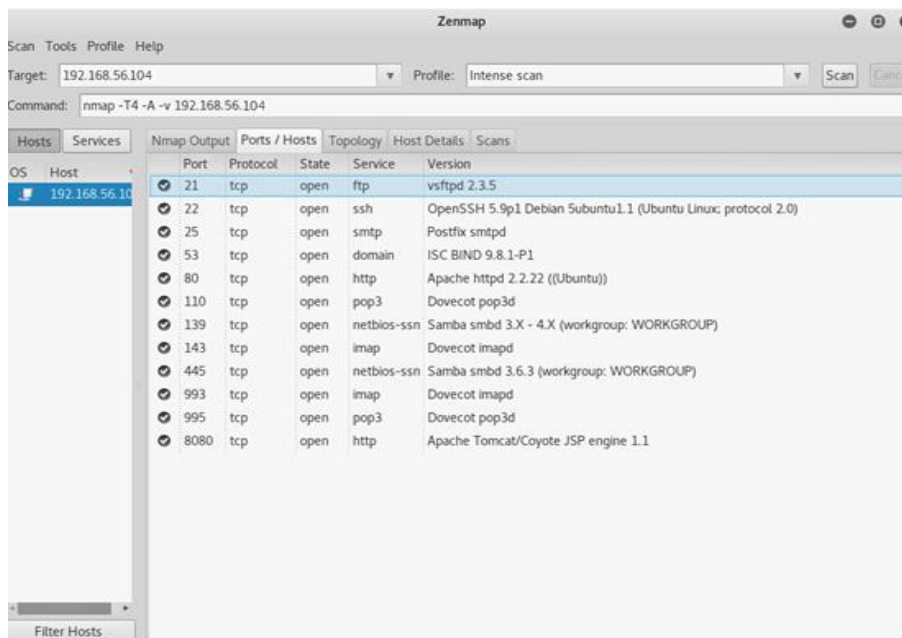 Zenmap
Scan Tools Profile Help
Target: 192.168.56.104 Profile: Intense scan Scan
Command: nmap -T4 -A -v 192.168.56.104
Hosts Services Nmap Output Ports / Hosts Topology Host Details Scans
OS Host Port Protocol State Service Version
192.168.56.10 21 tcp open ftp vsftpd 2.3.5
22 tcp open ssh OpenSSH 5.9p1 Debian 5ubuntu1.1 (Ubuntu Linux; protocol 2.0)
25 tcp open smtp Postfix smtpd
53 tcp open domain ISC BIND 9.8.1-P1
80 tcp open http Apache httpd 2.2.22 ((Ubuntu))
110 tcp open pop3 Dovecot pop3d
139 tcp open netbios-ssn Samba smbd 3.X - 4.X (workgroup: WORKGROUP)
143 tcp open imap Dovecot imapd
445 tcp open netbios-ssn Samba smbd 3.6.3 (workgroup: WORKGROUP)
993 tcp open imap Dovecot imapd
995 tcp open pop3 Dovecot pop3d
8080 tcp open http Apache Tomcat/Coyote JSP engine 1.1
Filter Hosts